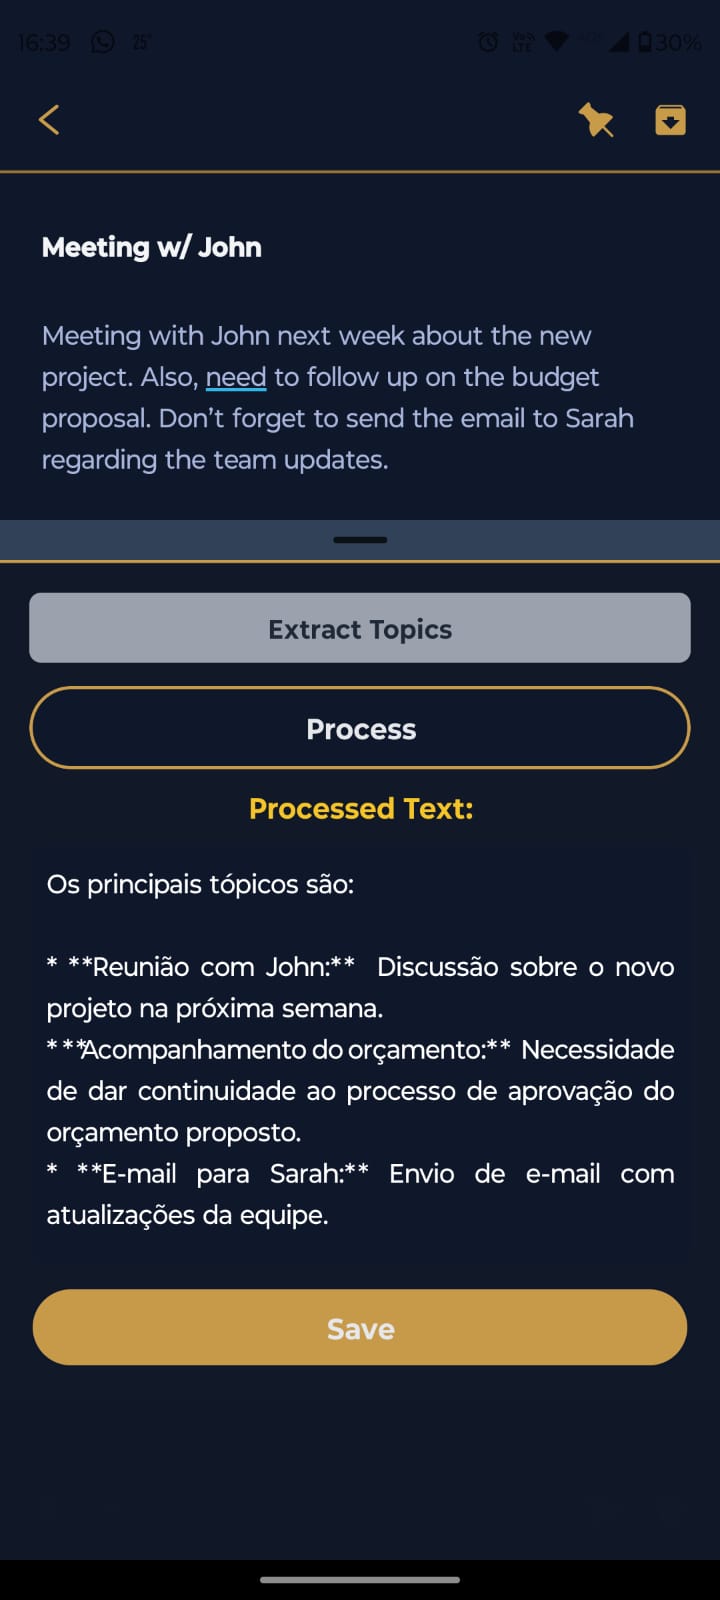 16:39 25°
Vo)) LTE 30%
Meeting w/ John
Meeting with John next week about the new
project. Also, need to follow up on the budget
proposal. Don't forget to send the email to Sarah
regarding the team updates.
Extract Topics
Process
Processed Text:
Os principais tópicos são:
* **Reunião com John:** Discussão sobre o novo
projeto na próxima semana.
* **Acompanhamento do orçamento:** Necessidade
de dar continuidade ao processo de aprovação do
orçamento proposto.
* **E-mail para Sarah:** Envio de e-mail com
atualizações da equipe.
Save